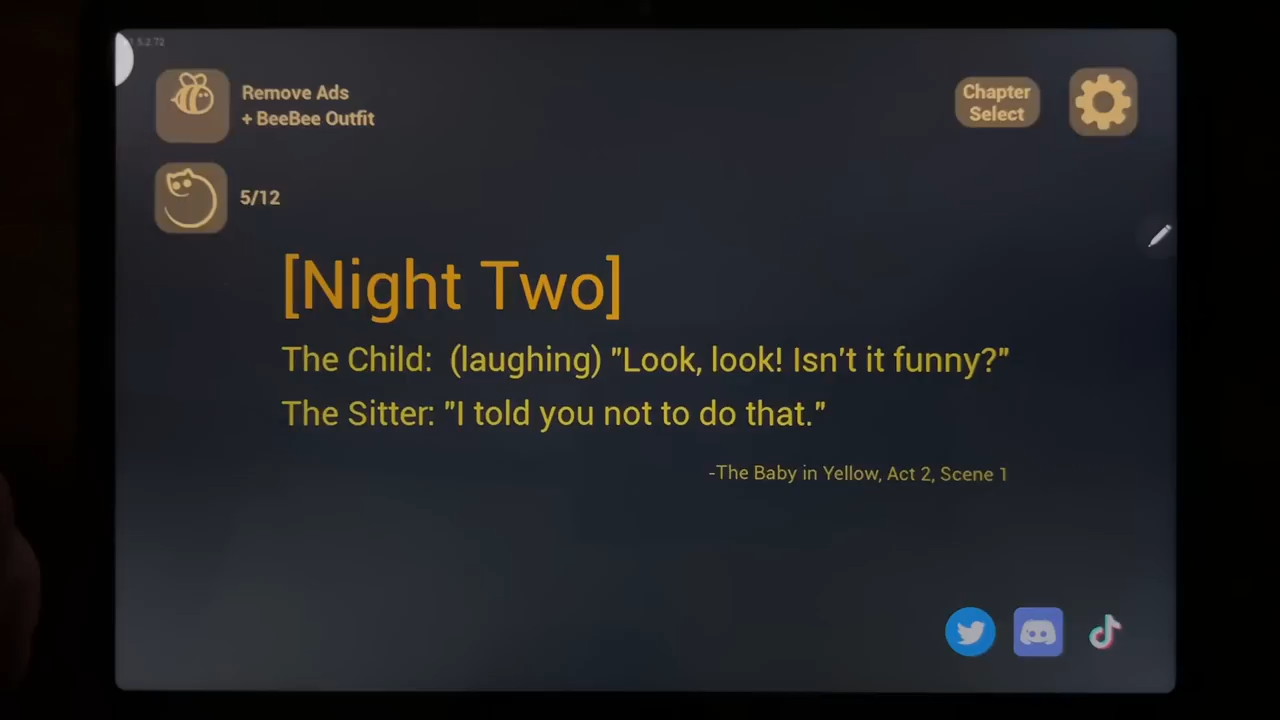 Remove Ads
+ BeeBee Outfit
Chapter
Select
5/12
[Night Two]
The Child:  (laughing) "Look, look! Isn't it funny?"
The Sitter: "I told you not to do that."
-The Baby in Yellow, Act 2, Scene 1